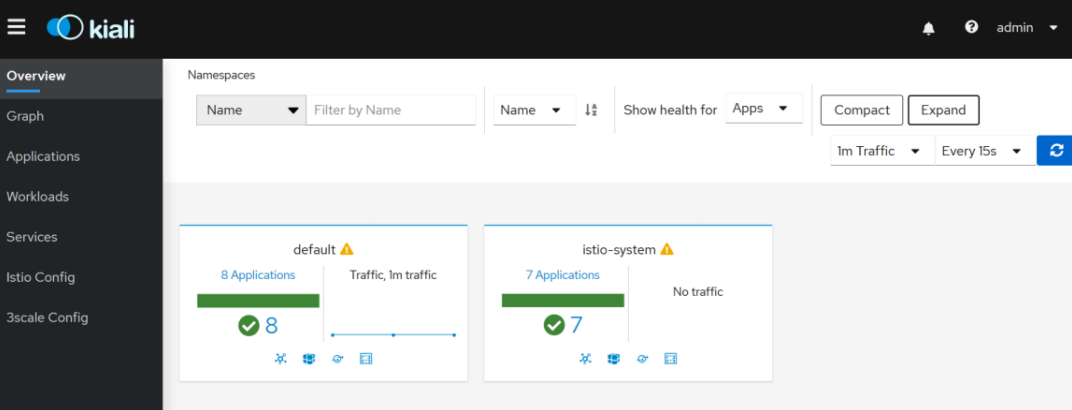 kiali
admin
Overview
Graph
Applications
Workloads
Services
Istio Config
3scale Config
Namespaces
Name Filter by Name Name Show health for Apps Compact Expand
1m Traffic Every 15s
default
8 Applications Traffic, 1m traffic
8
istio-system
7 Applications No traffic
7